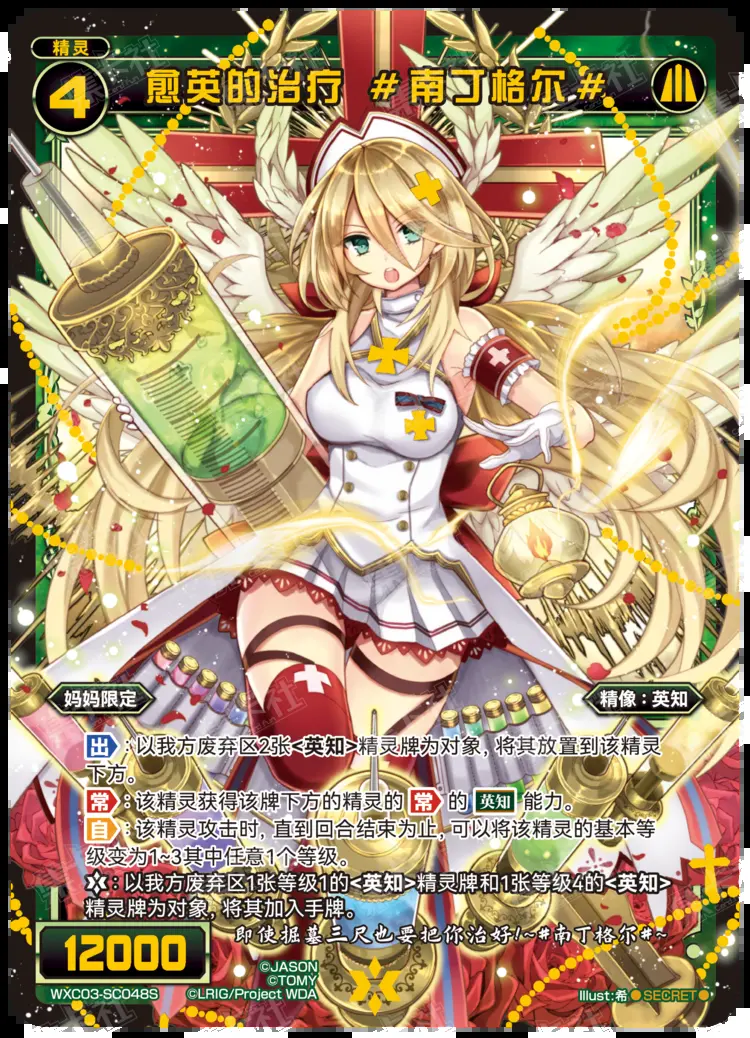 精灵
4
愈英的治疗 #南丁格尔#
妈妈限定
精像:英知
出:以我方废弃区2张<英知>精灵牌为对象,将其放置到该精灵
下方。
常:该精灵获得该牌下方的精灵的 常 的 英知 能力。
自:该精灵攻击时,直到回合结束为止,可以将该精灵的基本等
级变为1~3其中任意1个等级。
:以我方废弃区1张等级1的<英知>精灵牌和1张等级4的<英知>
精灵牌为对象,将其加入手牌。
即使掘墓三尺也要把你治好!~#南丁格尔#~
12000
©JASON
©TOMY
WXC03-SC048S ©LRIG/Project WDA
Illust:希 SECRET